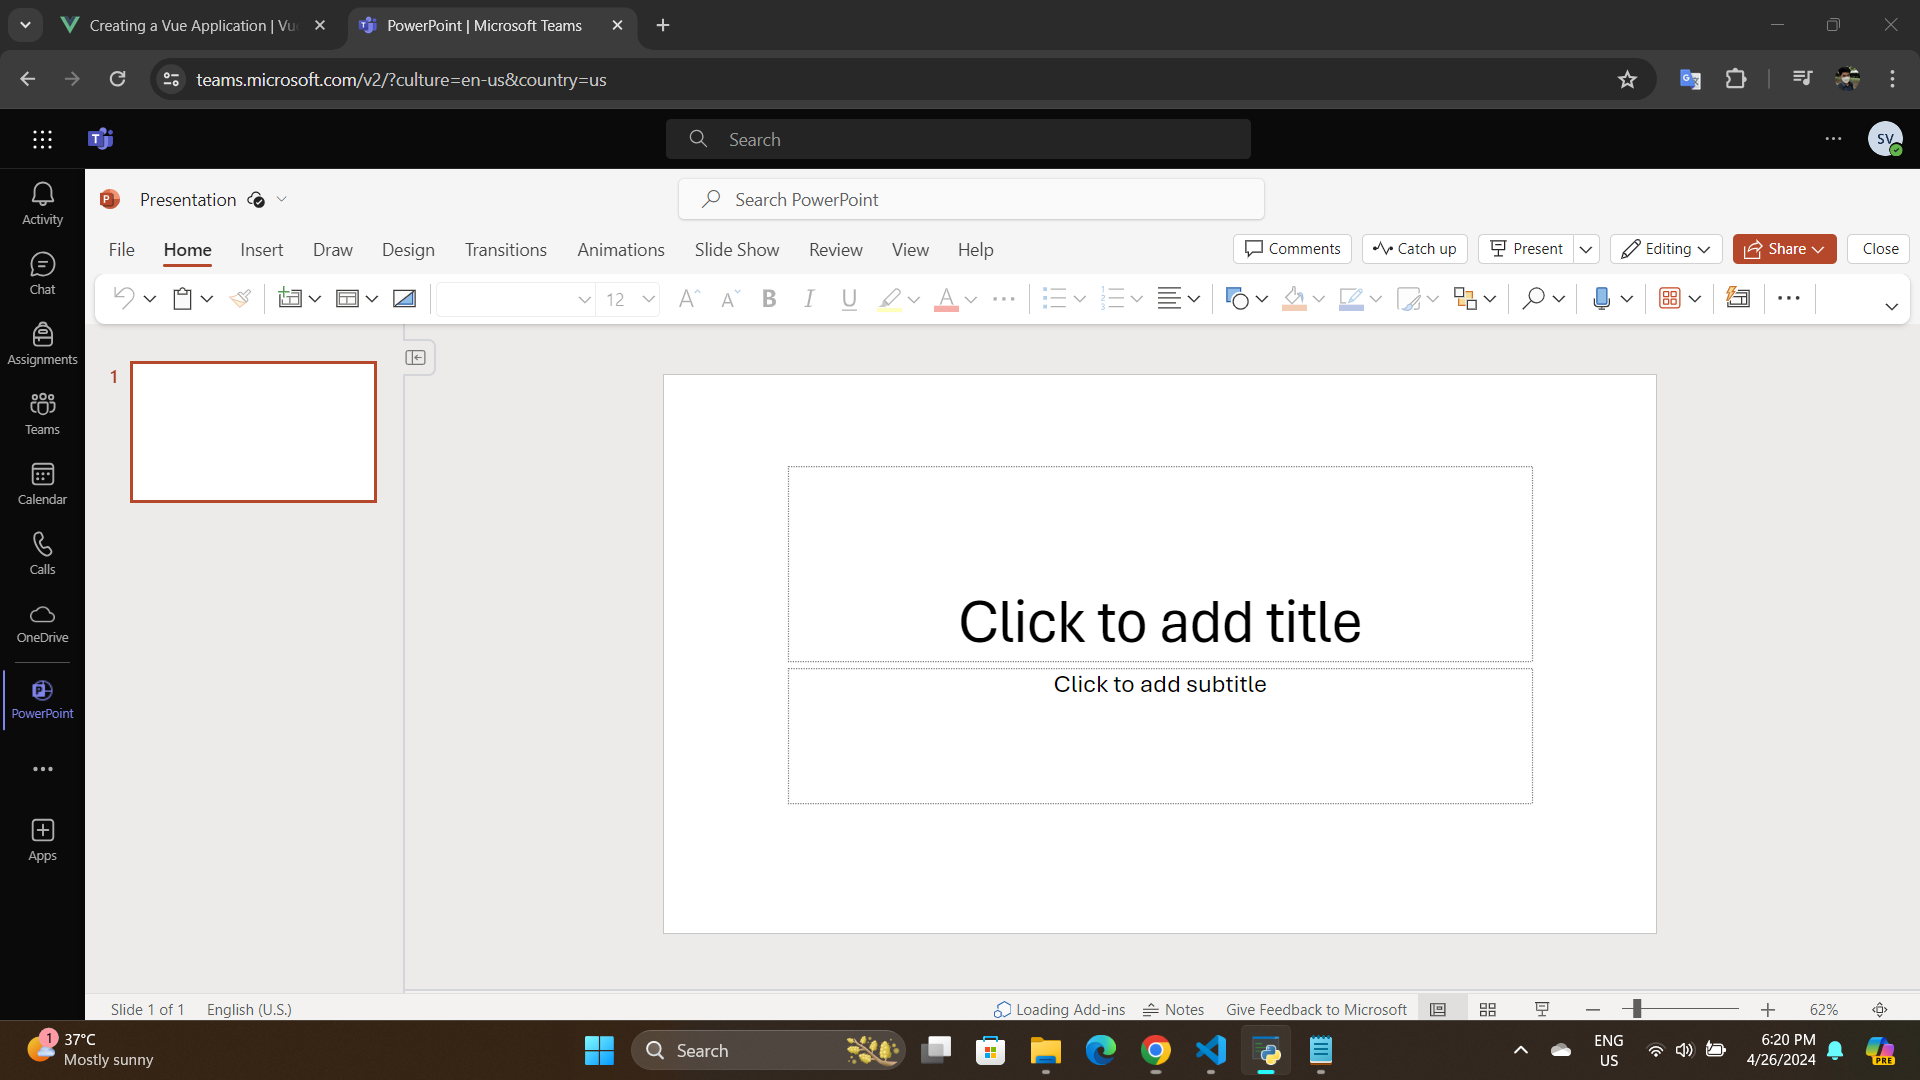 Creating a Vue Application | Vu
PowerPoint | Microsoft Teams
teams.microsoft.com/v2/?culture=en-us&country=us
Search
SV
Presentation
Search PowerPoint
File
Home
Insert
Draw
Design
Transitions
Animations
Slide Show
Review
View
Help
Comments
Catch up
Present
Editing
Share
Close
12
Activity
Chat
Assignments
Teams
Calendar
Calls
OneDrive
PowerPoint
Apps
1
Click to add title
Click to add subtitle
Slide 1 of 1
English (U.S.)
Loading Add-ins
Notes
Give Feedback to Microsoft
62%
1
37°C
Mostly sunny
Search
ENG
US
6:20 PM
4/26/2024
PRE